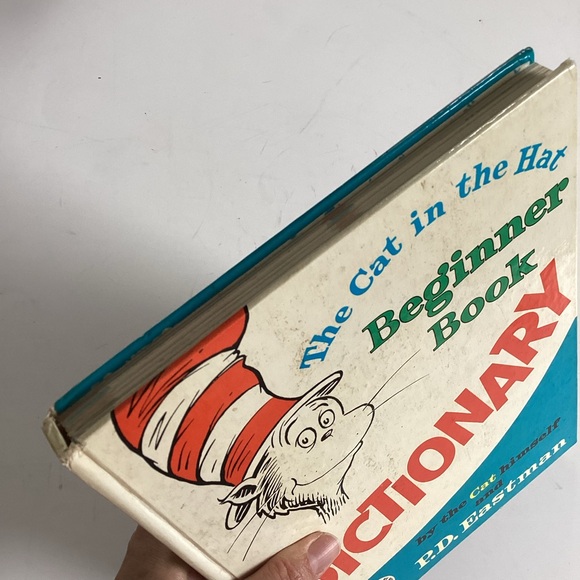 The Cat in the Hat
Beginner
Book
DICTIONARY
by the Cat himself
and
P.D. Eastman